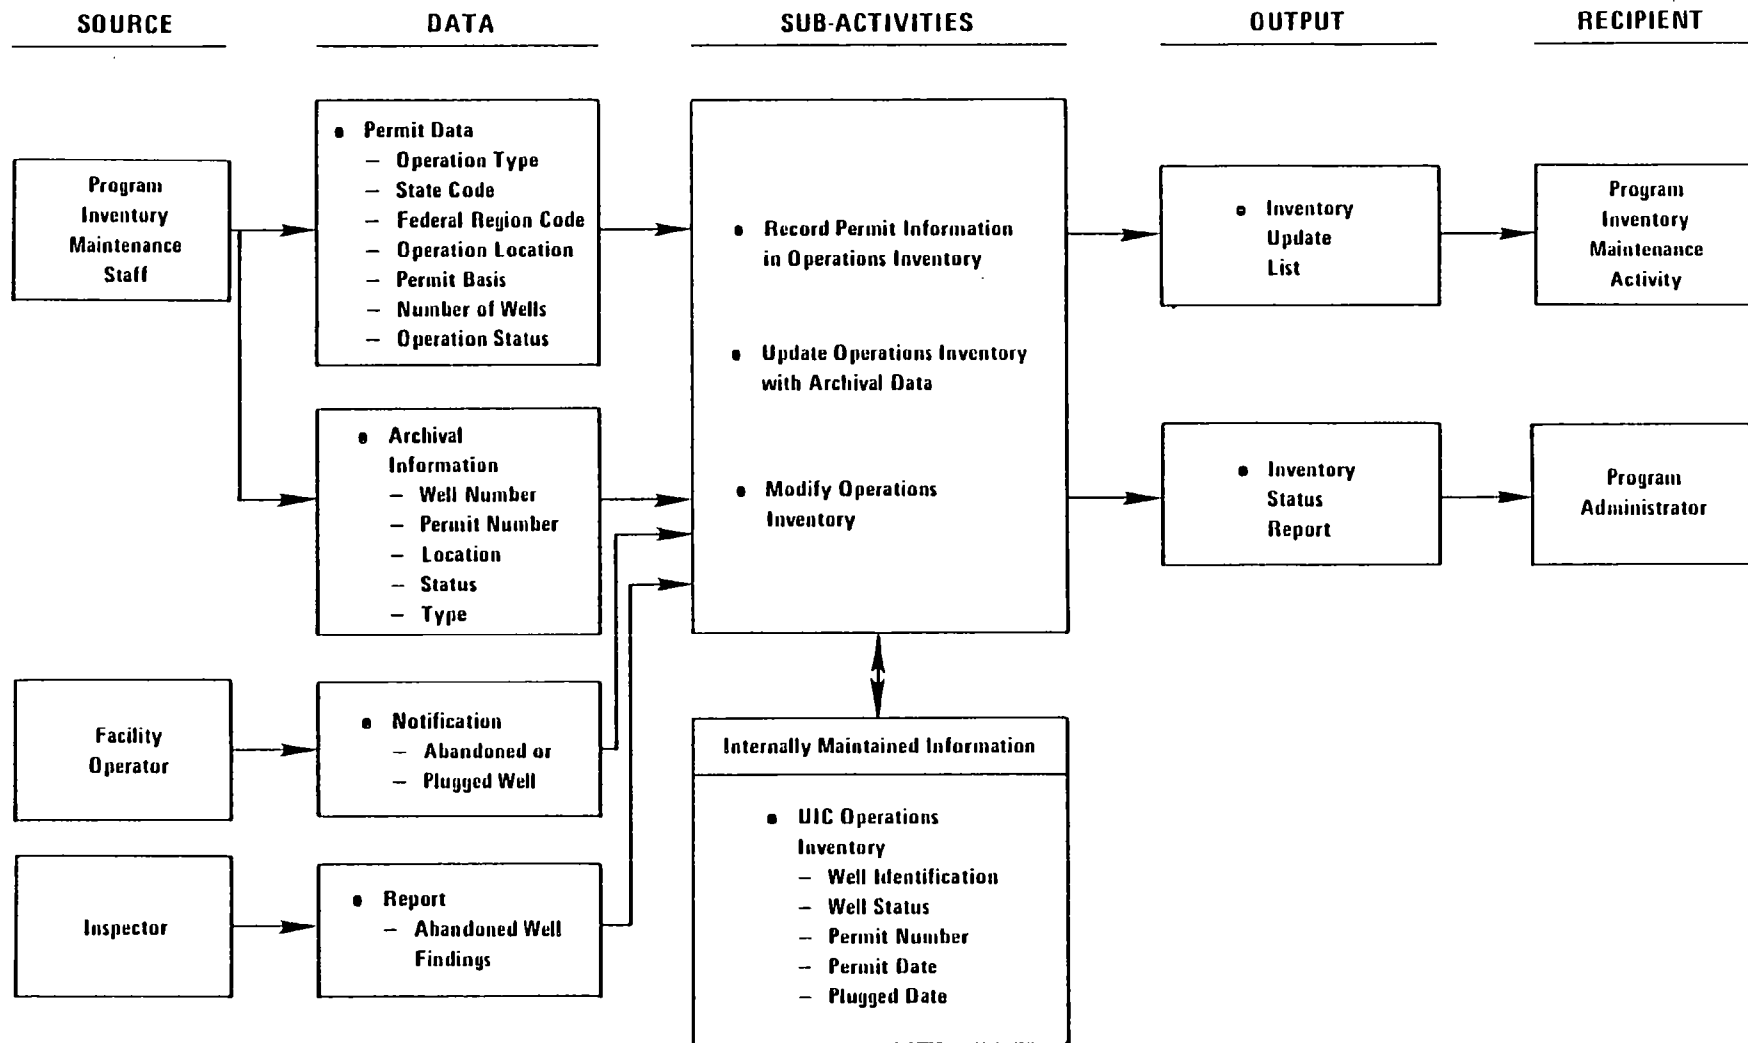 SOURCE
DATA
SUB-ACTIVITIES
OUTPUT
RECIPIENT
Program
Inventory
Maintenance
Staff
• Permit Data
– Operation Type
– State Code
– Federal Region Code
– Operation Location
– Permit Basis
– Number of Wells
– Operation Status
• Archival
Information
– Well Number
– Permit Number
– Location
– Status
– Type
Facility
Operator
• Notification
– Abandoned or
– Plugged Well
Inspector
• Report
– Abandoned Well
Findings
• Record Permit Information
in Operations Inventory
• Update Operations Inventory
with Archival Data
• Modify Operations
Inventory
Internally Maintained Information
• UIC Operations
Inventory
– Well Identification
– Well Status
– Permit Number
– Permit Date
– Plugged Date
• Inventory
Update
List
• Inventory
Status
Report
Program
Inventory
Maintenance
Activity
Program
Administrator